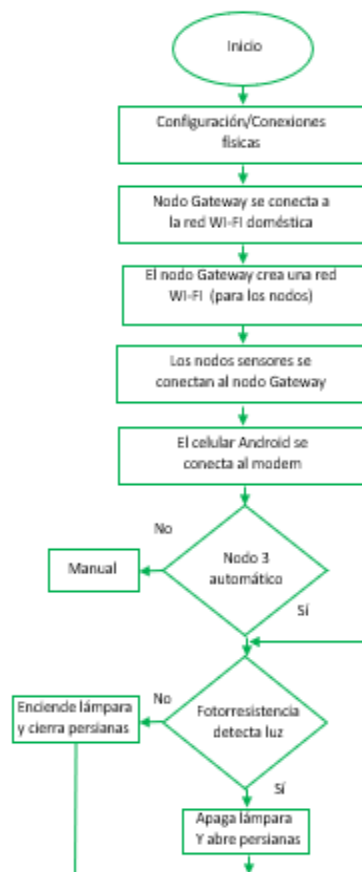 Inicio
Configuración/Conexiones
físicas
Nodo Gateway se conecta a
la red WI-FI doméstica
El nodo Gateway crea una red
WI-FI (para los nodos)
Los nodos sensores se
conectan al nodo Gateway
El celular Android se
conecta al modem
No
Nodo 3
automático
Manual
Sí
No
Fotorresistencia
detecta luz
Enciende lámpara
y cierra persianas
Sí
Apaga lámpara
Y abre persianas